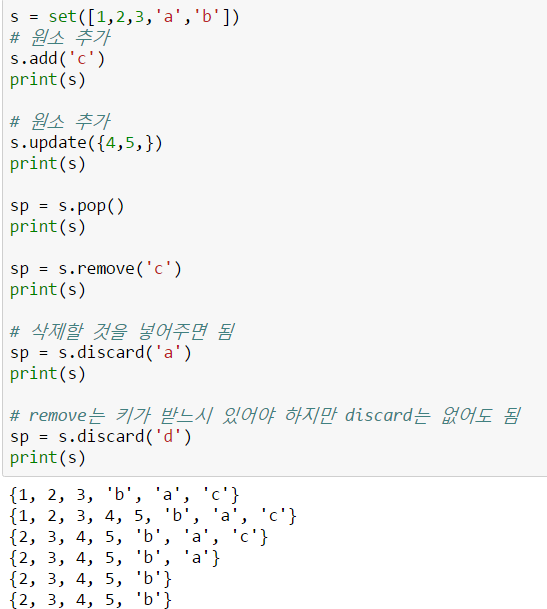 s = set([1,2,3,'a','b'])
# 원소 추가
s.add('c')
print(s)
# 원소 추가
s.update({4,5,})
print(s)
sp = s.pop()
print(s)
sp = s.remove('c')
print(s)
# 삭제할 것을 넣어주면 됨
sp = s.discard('a')
print(s)
# remove는 키가 받느시 있어야 하지만 discard는 없어도 됨
sp = s.discard('d')
print(s)
{1, 2, 3, 'b', 'a', 'c'}
{1, 2, 3, 4, 5, 'b', 'a', 'c'}
{2, 3, 4, 5, 'b', 'a', 'c'}
{2, 3, 4, 5, 'b', 'a'}
{2, 3, 4, 5, 'b'}
{2, 3, 4, 5, 'b'}